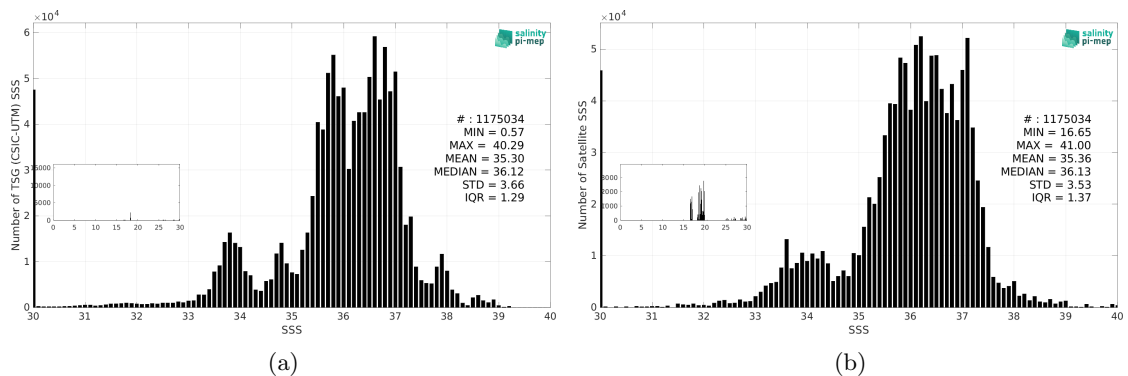 ×10⁴
6
5
4
3
2
1
0
Number of TSG (CSIC-UTM) SSS
salinity
pi-mep
# : 1175034
MIN = 0.57
MAX = 40.29
MEAN = 35.30
MEDIAN = 36.12
STD = 3.66
IQR = 1.29
15000
10000
5000
0
0 5 10 15 20 25 30
30 31 32 33 34 35 36 37 38 39 40
SSS
(a)
×10⁴
5
4
3
2
1
0
Number of Satellite SSS
salinity
pi-mep
# : 1175034
MIN = 16.65
MAX = 41.00
MEAN = 35.36
MEDIAN = 36.13
STD = 3.53
IQR = 1.37
3000
2000
1000
0
0 5 10 15 20 25 30
30 31 32 33 34 35 36 37 38 39 40
SSS
(b)